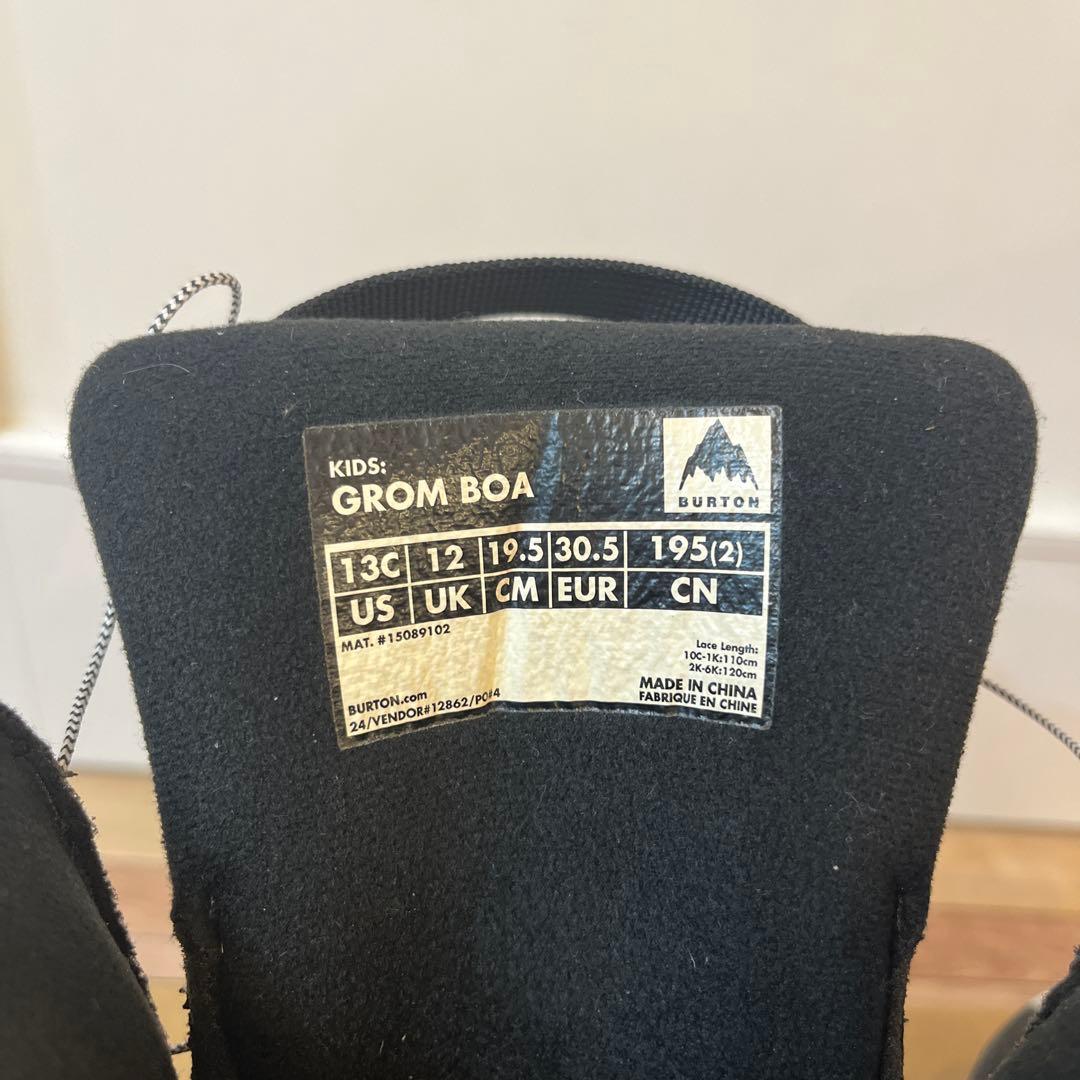 KIDS:
GROM BOA
BURTON
13C 12 19.5 30.5 195(2)
US UK CM EUR CN
MAT. #15089102
Lace Length:
10C-1K:110cm
2K-6K:120cm
MADE IN CHINA
FABRIQUE EN CHINE
BURTON.com
24/VENDOR#12862/PO#4